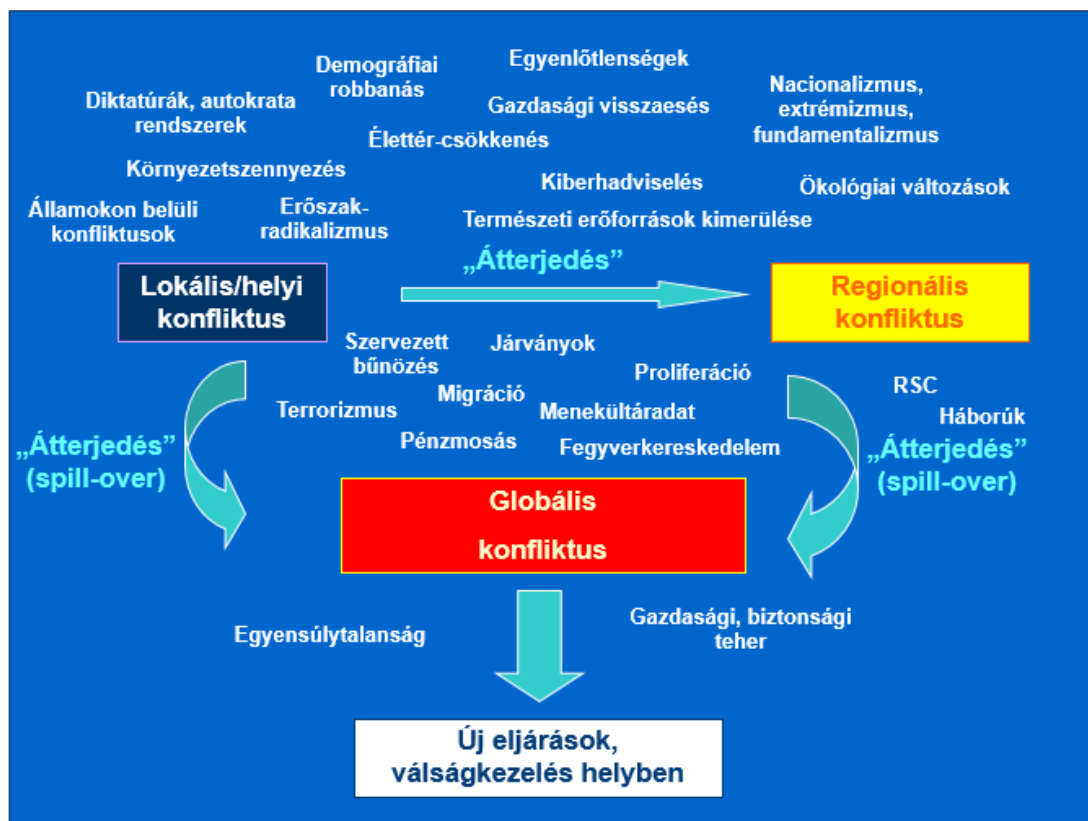 Demográfiai
robbanás
Egyenlőtlenségek
Nacionalizmus,
extrémizmus,
fundamentalizmus
Diktatúrák, autokrata
rendszerek
Gazdasági visszaesés
Élettér-csökkenés
Környezetszennyezés
Kiberhadviselés
Ökológiai változások
Államokon belüli
konfliktusok
Erőszak-
radikalizmus
Természeti erőforrások kimerülése
„Átterjedés”
Lokális/helyi
konfliktus
Regionális
konfliktus
Szervezett
bűnözés
Járványok
Proliferáció
RSC
Migráció
Terrorizmus
Menekültáradat
Háborúk
Pénzmosás
Fegyverkereskedelem
„Átterjedés”
(spill-over)
„Átterjedés”
(spill-over)
Globális
konfliktus
Egyensúlytalanság
Gazdasági, biztonsági
teher
Új eljárások,
válságkezelés helyben